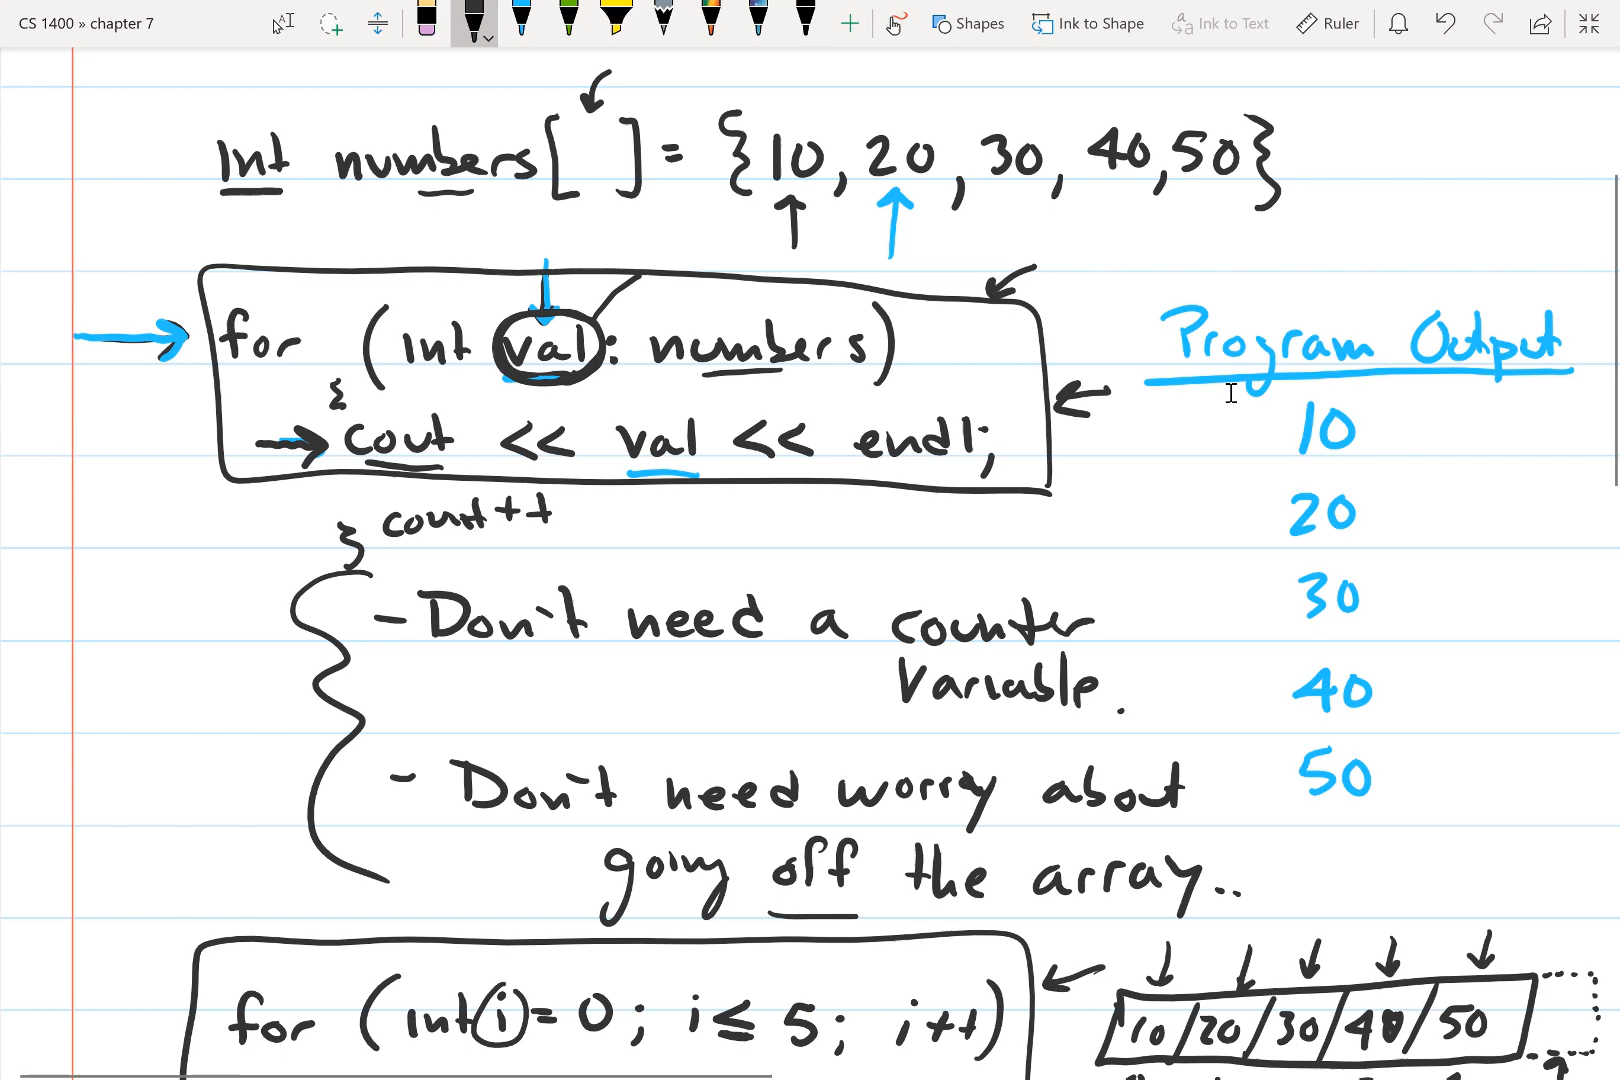 CS 1400 » chapter 7
Shapes
Ink to Shape
Ink to Text
Ruler
Int numbers[ ] = {10, 20, 30, 40, 50}
for (int val: numbers)
{
cout << val << endl;
count++
}
Program Output
10
20
30
40
50
- Don't need a counter
variable.
- Don't need worry about
going off the array..
for (int i = 0; i ≤ 5; i++)
10 20 30 40 50